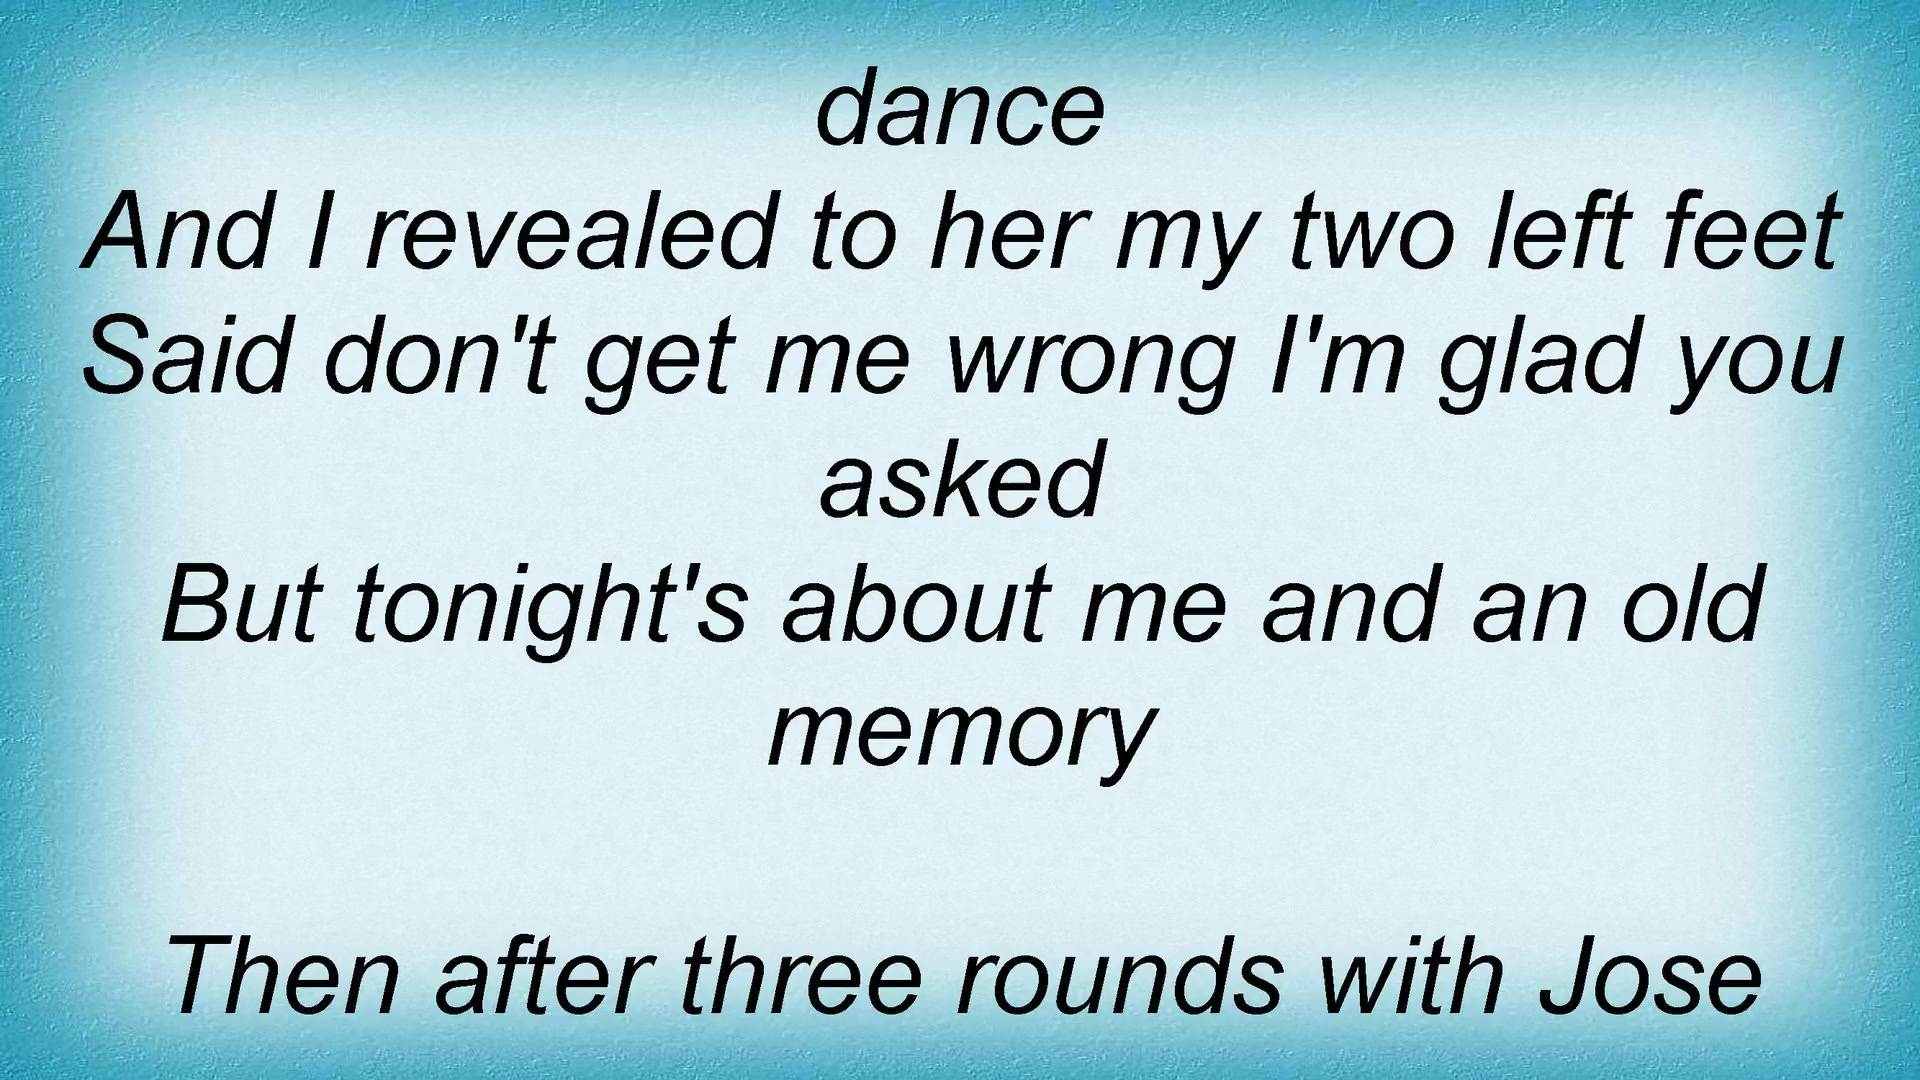 dance
And I revealed to her my two left feet
Said don't get me wrong I'm glad you
asked
But tonight's about me and an old
memory
Then after three rounds with Jose